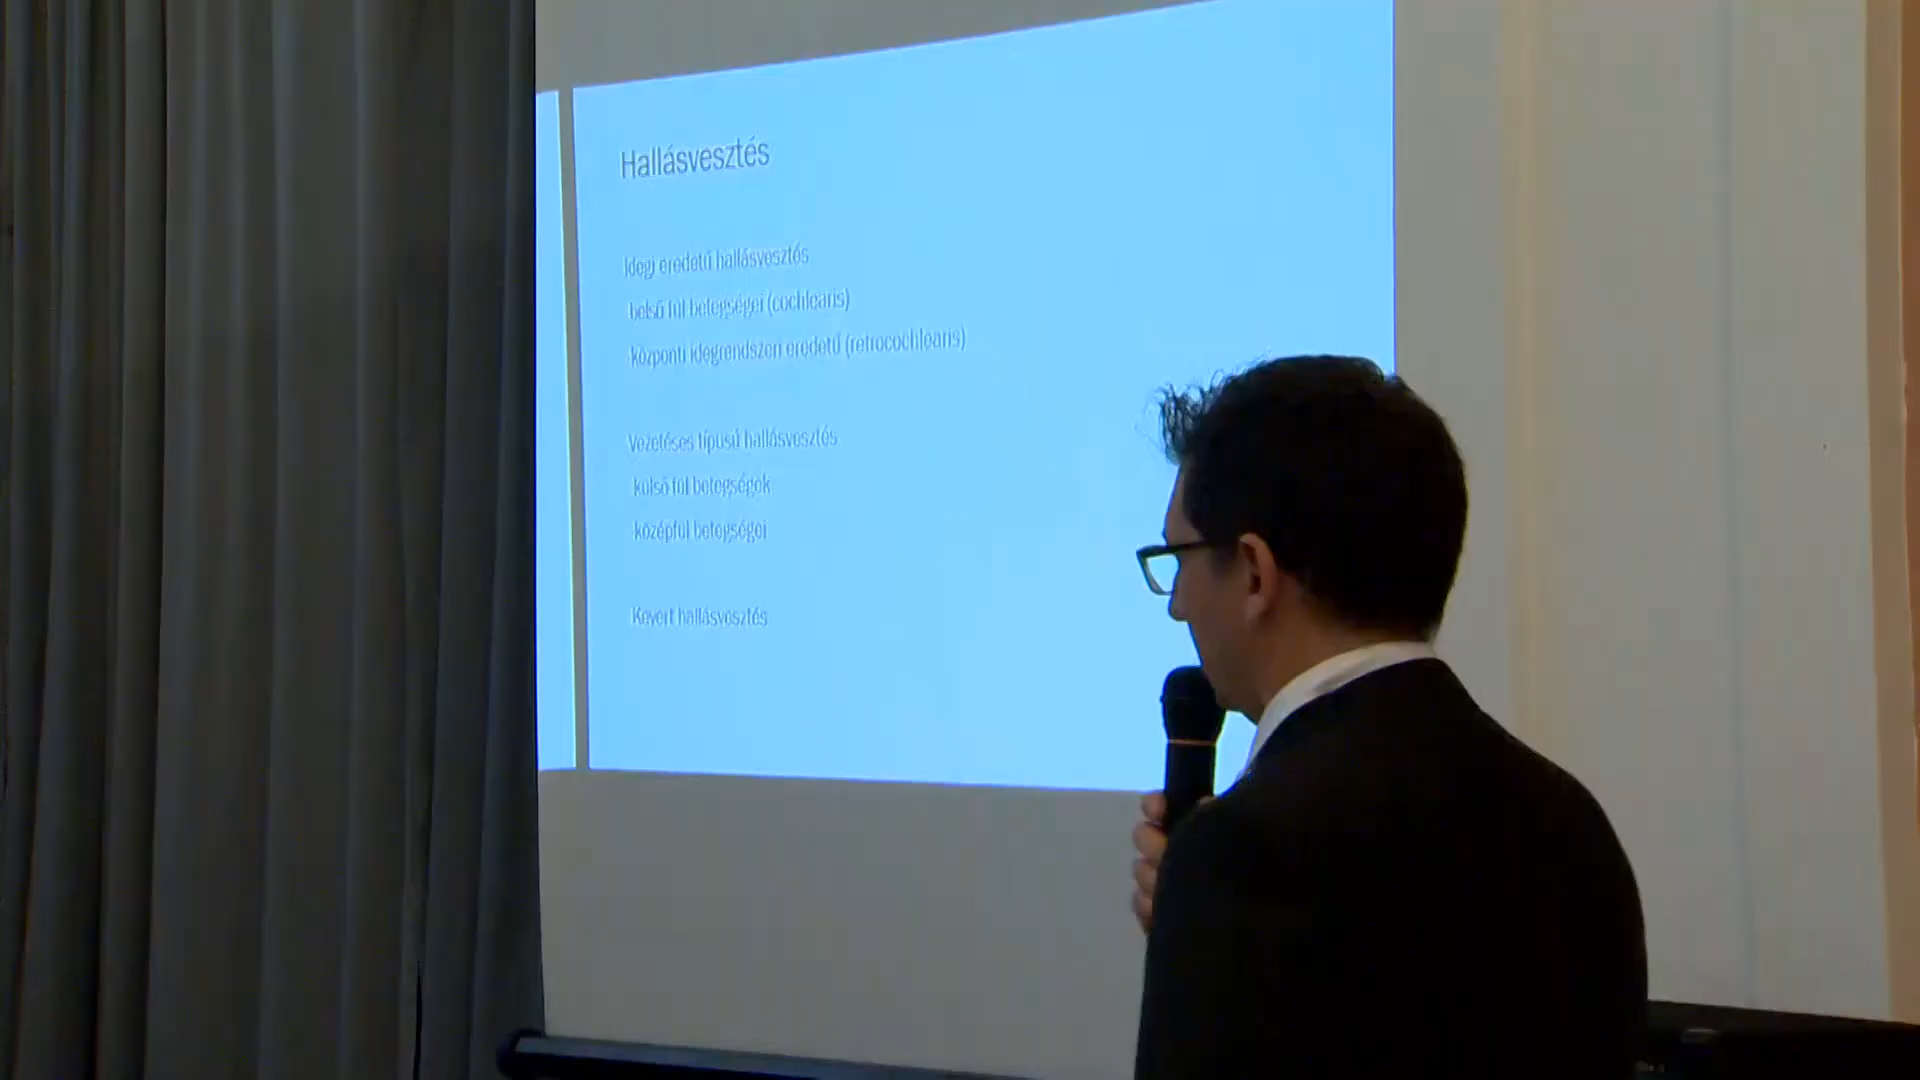 Hallásvesztés
Idegi eredetű hallásvesztés
-belső fül betegségei (cochlearis)
-központi idegrendszeri eredetű (retrocochlearis)
Vezetéses típusú hallásvesztés
-külső fül betegségek
-középfül betegségei
Kevert hallásvesztés